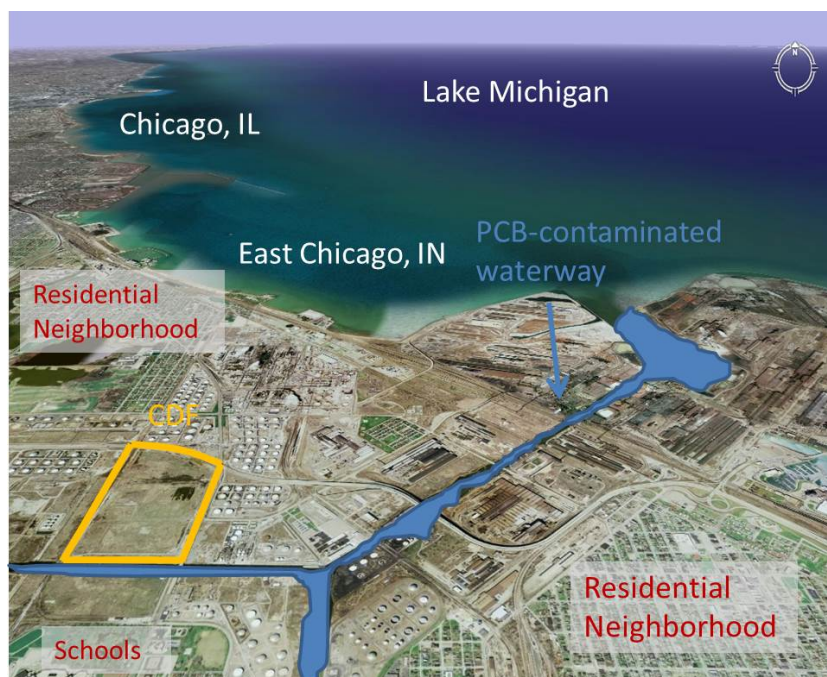 N
Lake Michigan
Chicago, IL
PCB-contaminated
waterway
East Chicago, IN
Residential
Neighborhood
CDF
Residential
Neighborhood
Schools